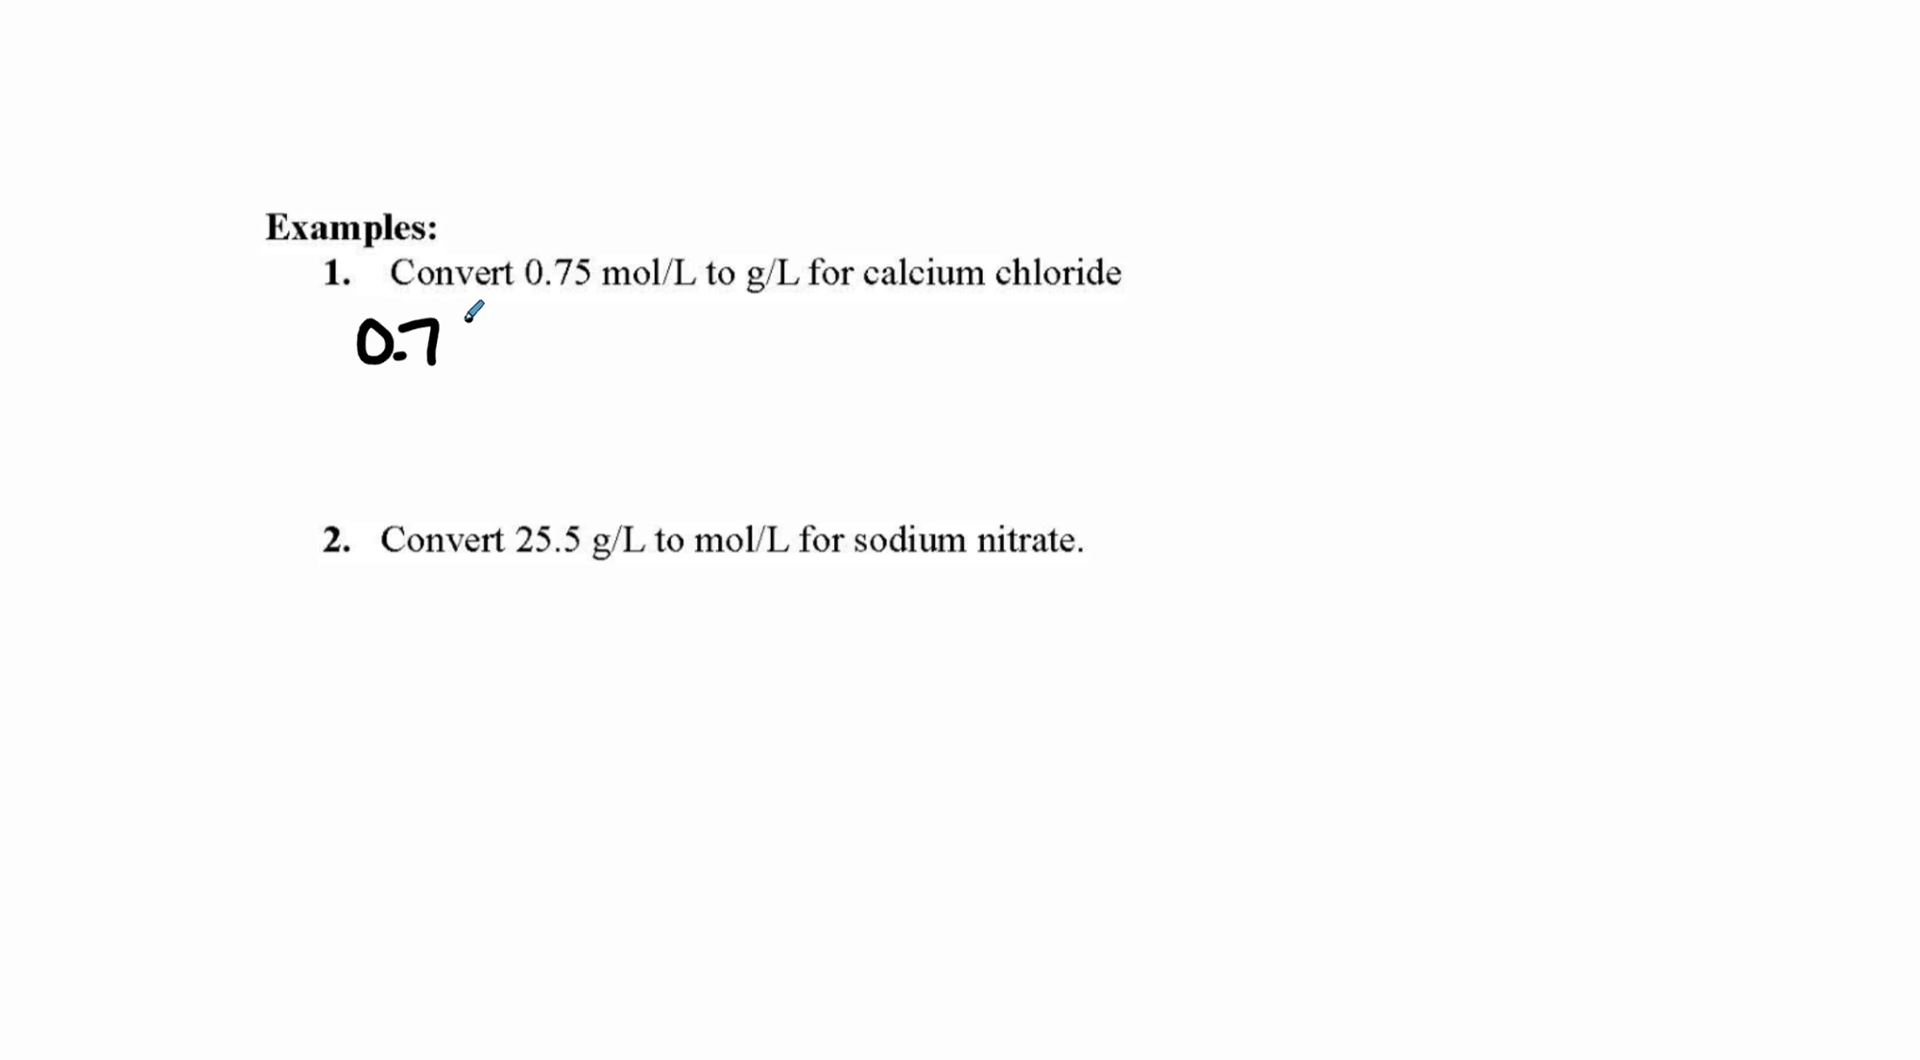 Examples:
1. Convert 0.75 mol/L to g/L for calcium chloride
0.7
2. Convert 25.5 g/L to mol/L for sodium nitrate.